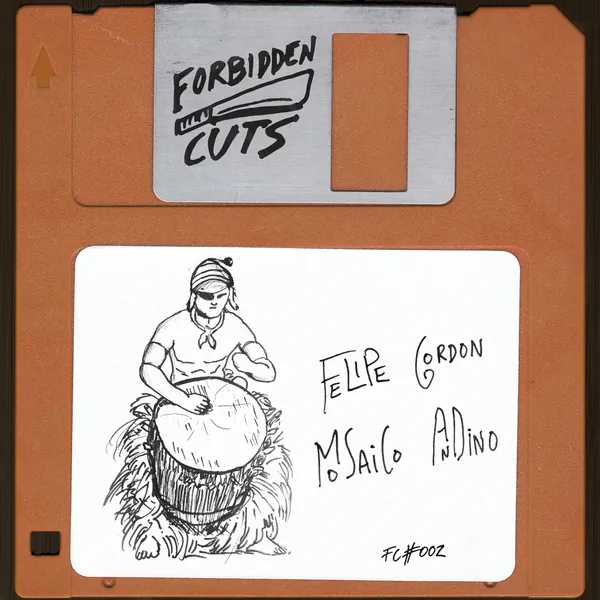 FORBIDDEN
CUTS
FELIPE GORDON
MOSAICO ANDINO
FC#002